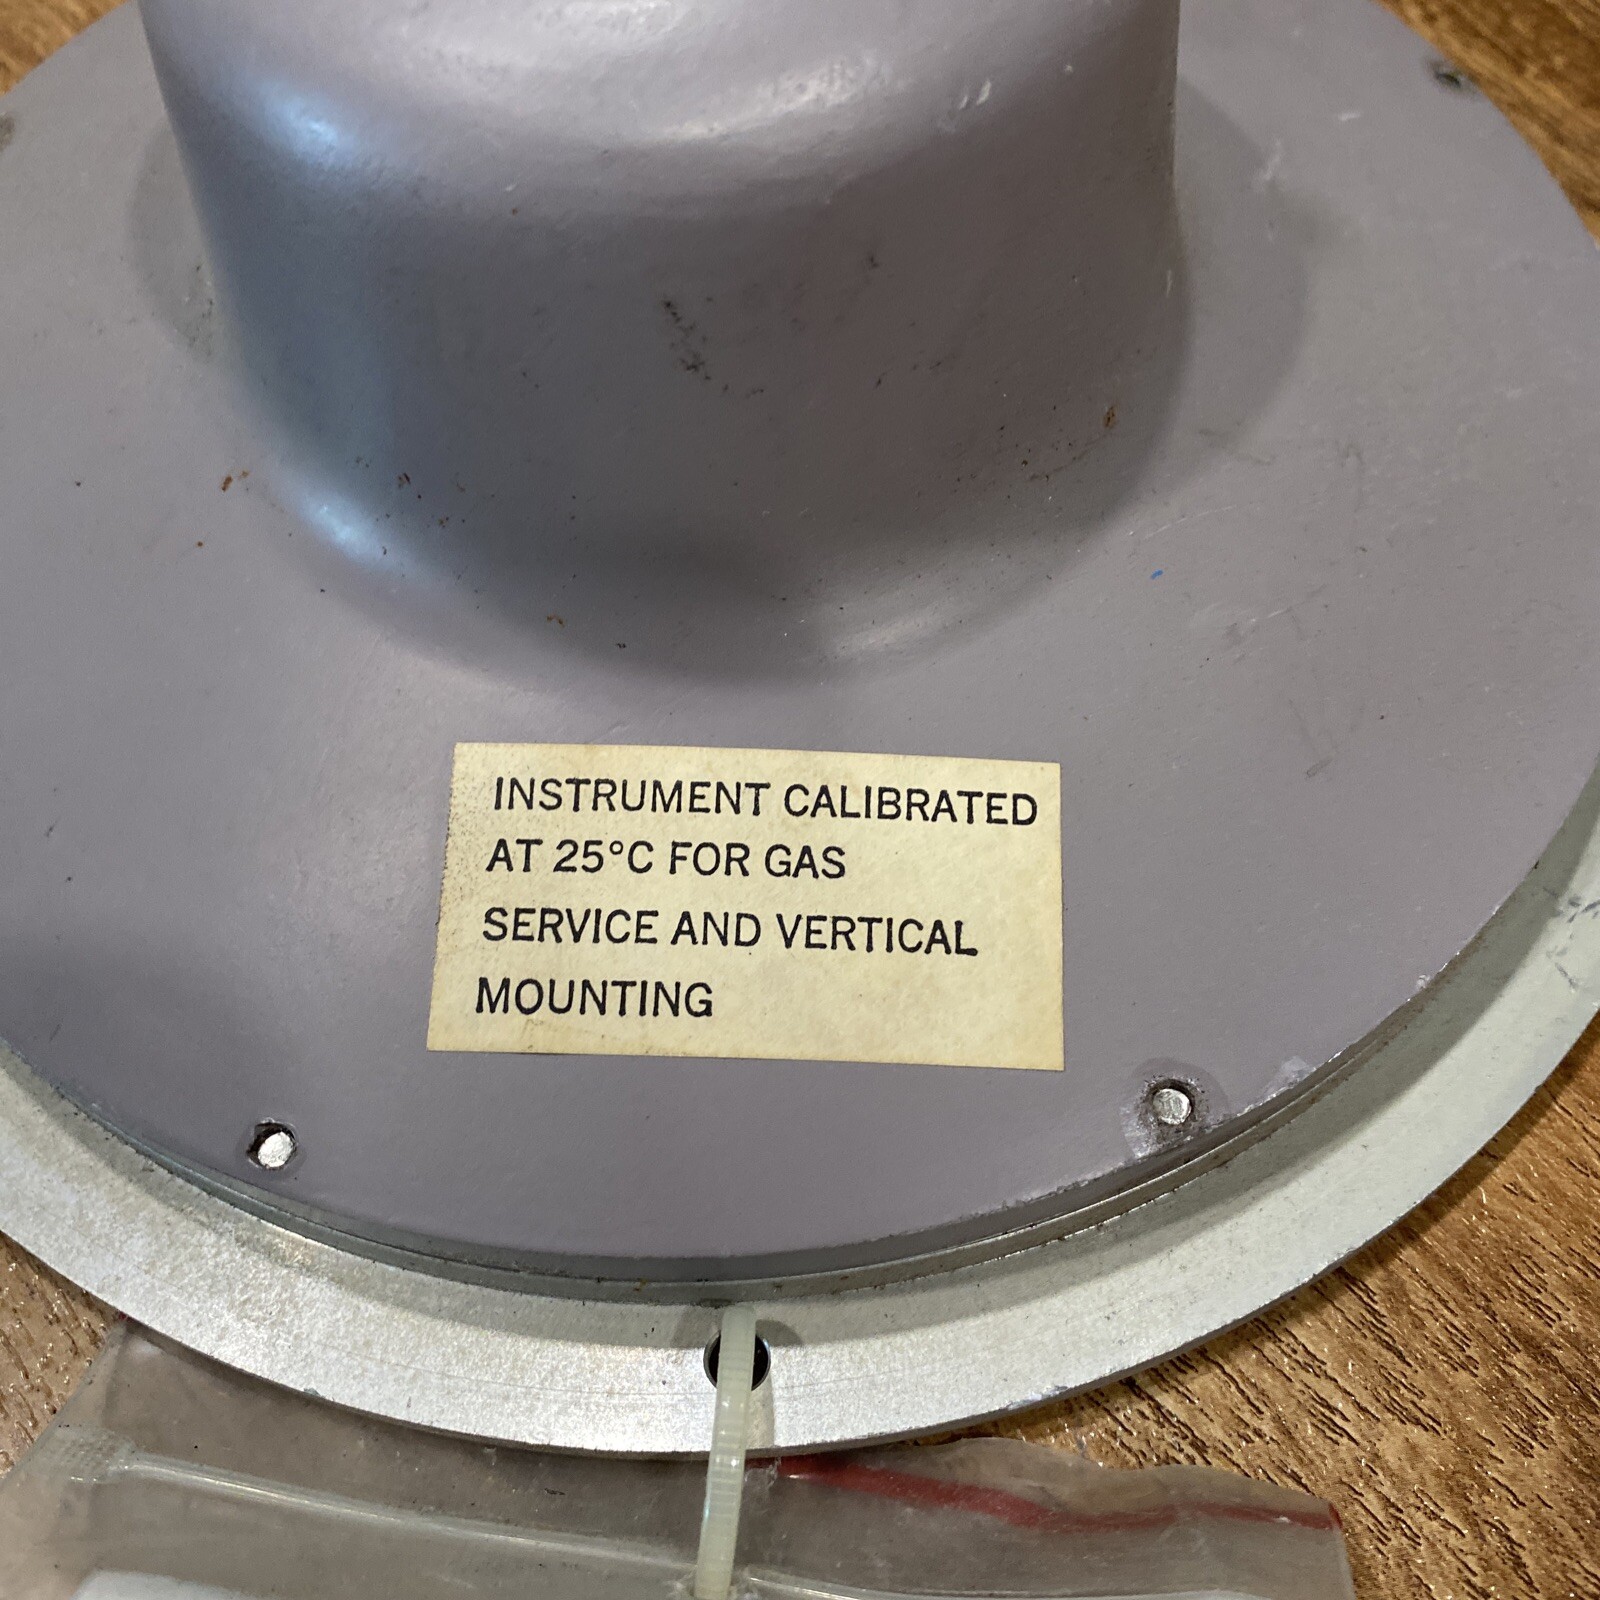 INSTRUMENT CALIBRATED
AT 25°C FOR GAS
SERVICE AND VERTICAL
MOUNTING